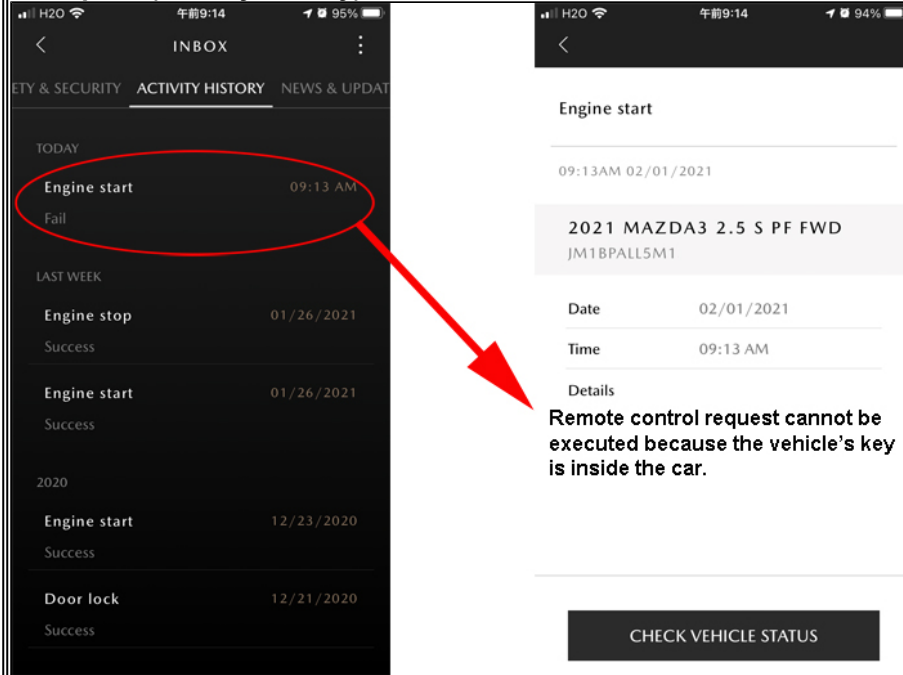 H2O 午前9:14 95%
INBOX
ETY & SECURITY ACTIVITY HISTORY NEWS & UPDAT
TODAY
Engine start 09:13 AM
Fail
LAST WEEK
Engine stop 01/26/2021
Success
Engine start 01/26/2021
Success
2020
Engine start 12/23/2020
Success
Door lock 12/21/2020
Success
H2O 午前9:14 94%
Engine start
09:13AM 02/01/2021
2021 MAZDA3 2.5 S PF FWD
JM1BPALL5M1
Date 02/01/2021
Time 09:13 AM
Details
Remote control request cannot be
executed because the vehicle's key
is inside the car.
CHECK VEHICLE STATUS